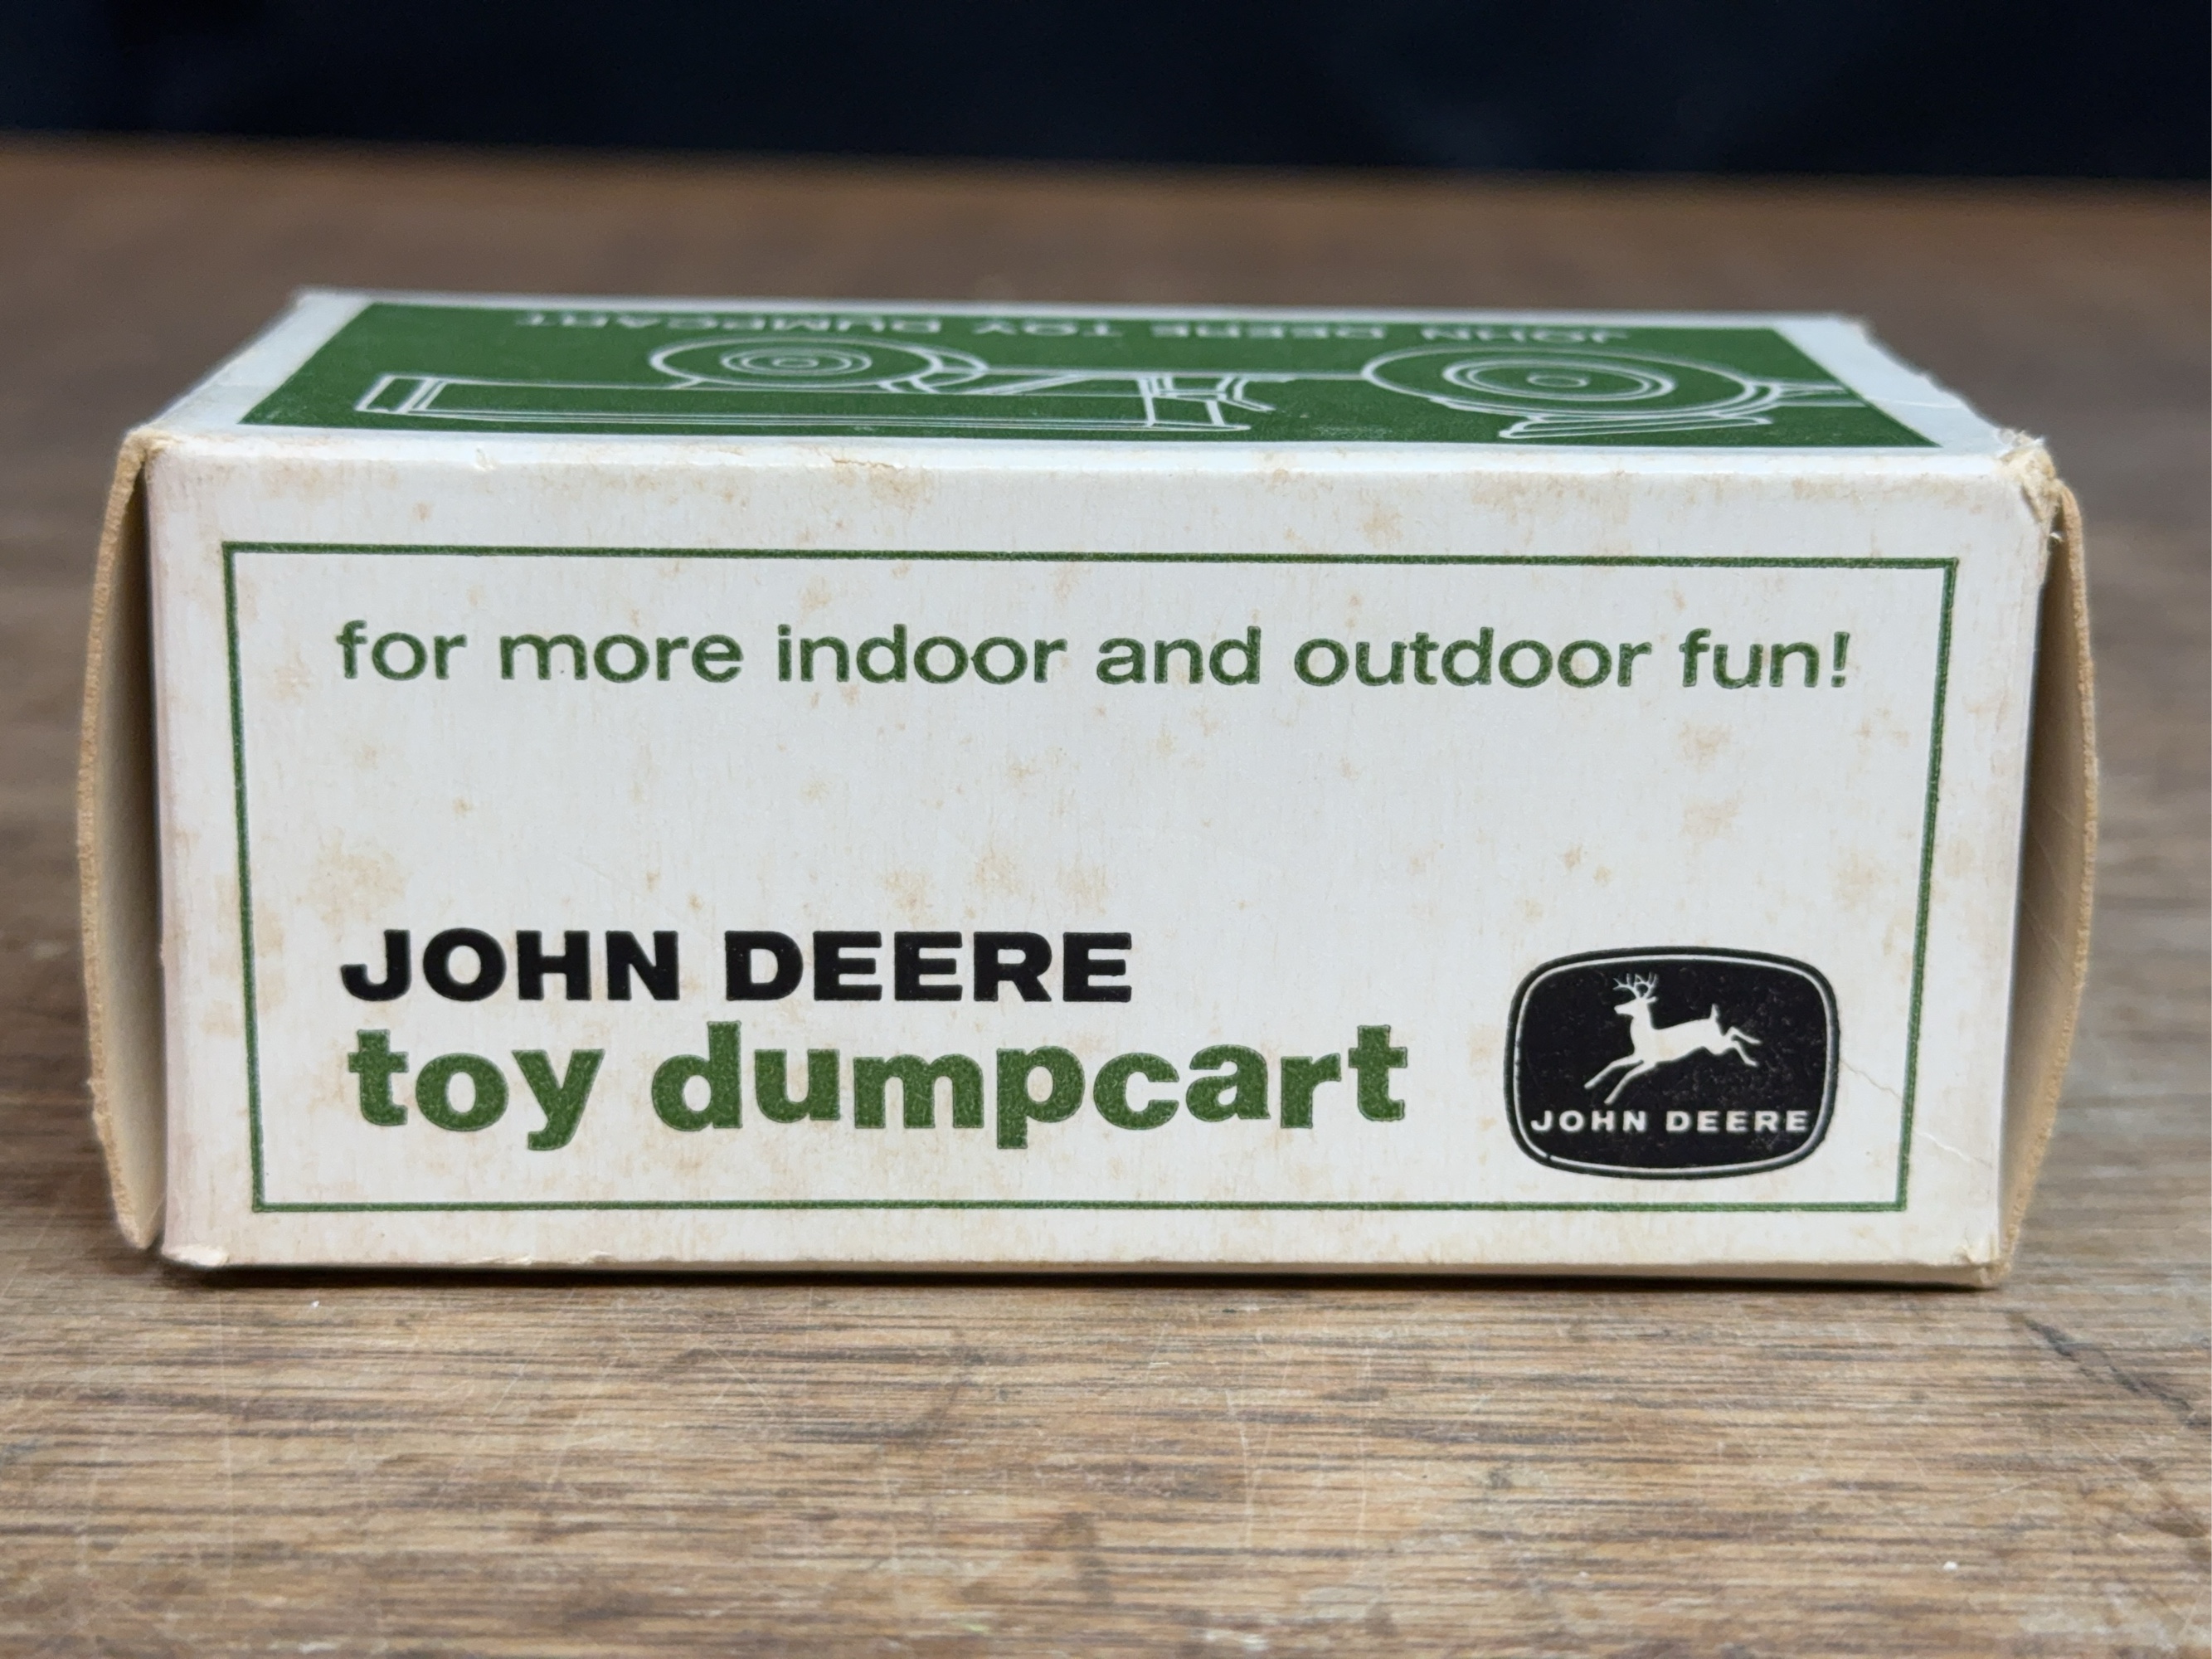 JOHN DEERE TOY DUMPCART
for more indoor and outdoor fun!
JOHN DEERE
toy dumpcart
JOHN DEERE